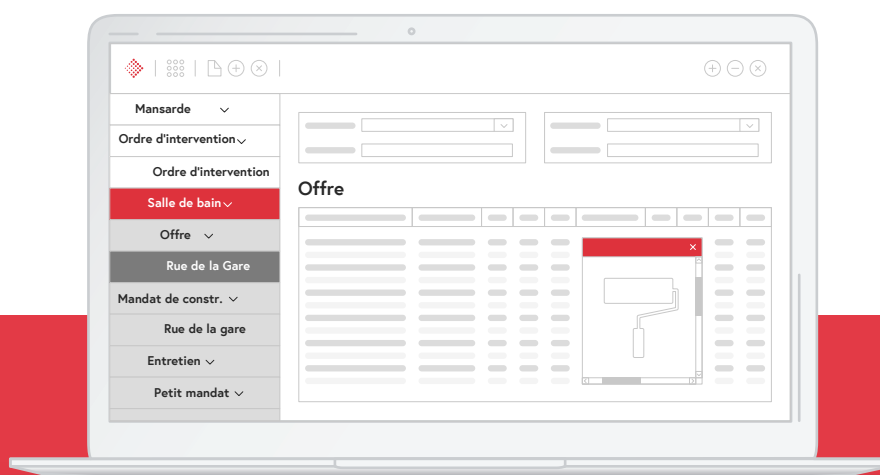 Mansarde
Ordre d'intervention
Ordre d'intervention
Salle de bain
Offre
Rue de la Gare
Mandat de constr.
Rue de la gare
Entretien
Petit mandat
Offre